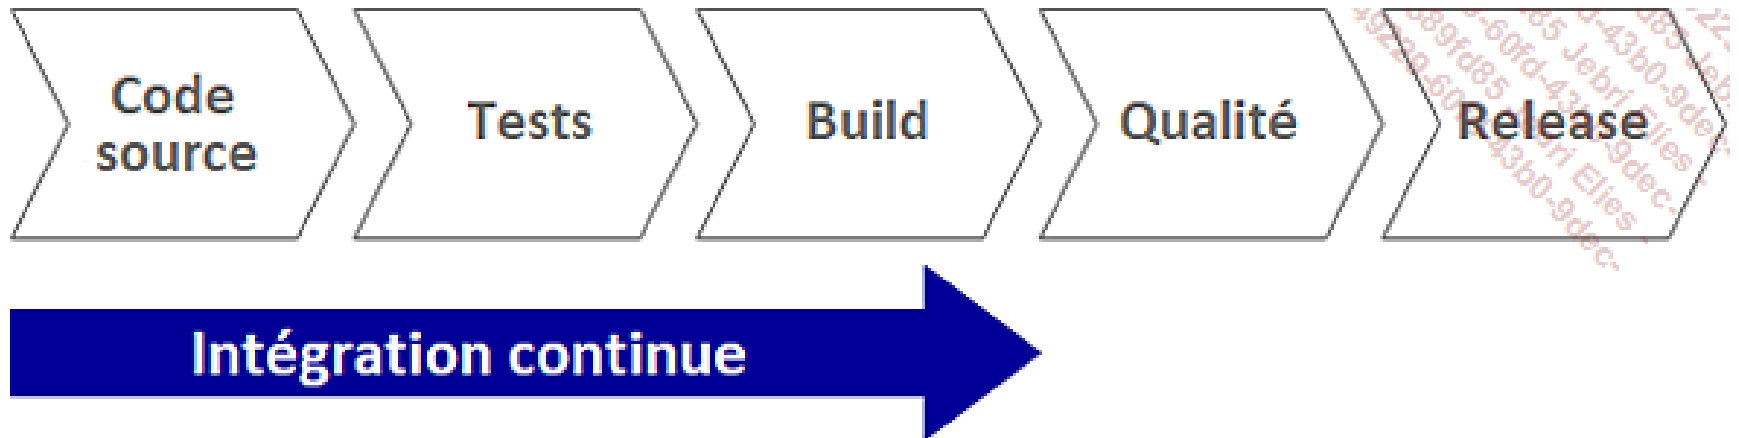 Code
source
Tests
Build
Qualité
Release
Intégration continue